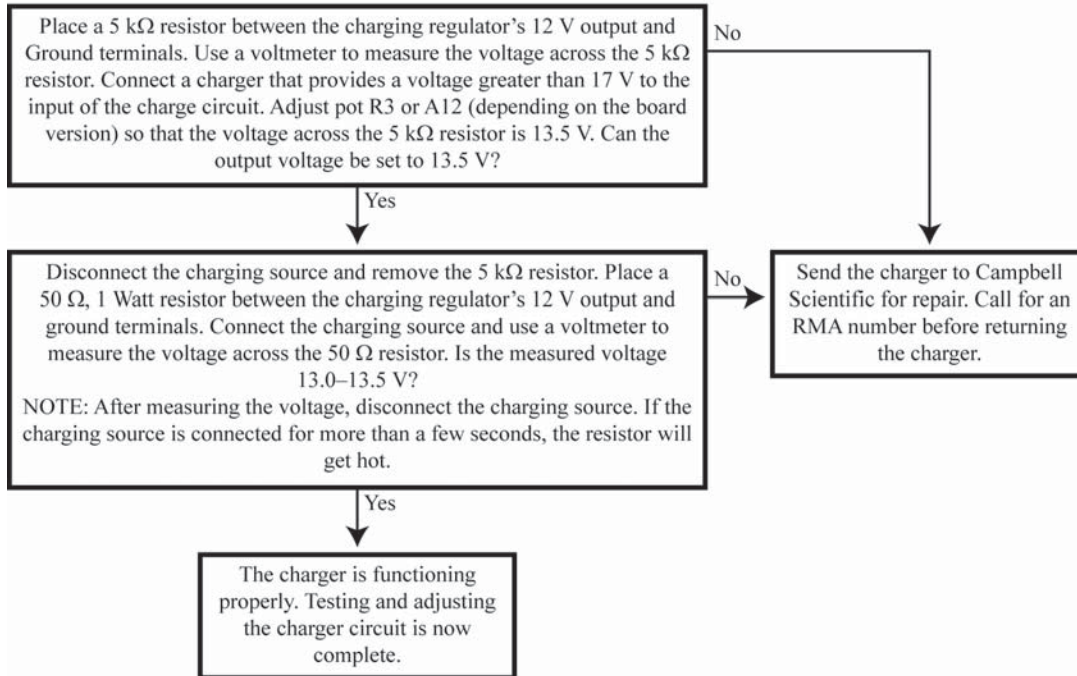 Place a 5 kΩ resistor between the charging regulator’s 12 V output and
Ground terminals. Use a voltmeter to measure the voltage across the 5 kΩ
resistor. Connect a charger that provides a voltage greater than 17 V to the
input of the charge circuit. Adjust pot R3 or A12 (depending on the board
version) so that the voltage across the 5 kΩ resistor is 13.5 V. Can the
output voltage be set to 13.5 V?
No
Yes
Disconnect the charging source and remove the 5 kΩ resistor. Place a
50 Ω, 1 Watt resistor between the charging regulator’s 12 V output and
ground terminals. Connect the charging source and use a voltmeter to
measure the voltage across the 50 Ω resistor. Is the measured voltage
13.0–13.5 V?
NOTE: After measuring the voltage, disconnect the charging source. If the
charging source is connected for more than a few seconds, the resistor will
get hot.
No
Send the charger to Campbell
Scientific for repair. Call for an
RMA number before returning
the charger.
Yes
The charger is functioning
properly. Testing and adjusting
the charger circuit is now
complete.